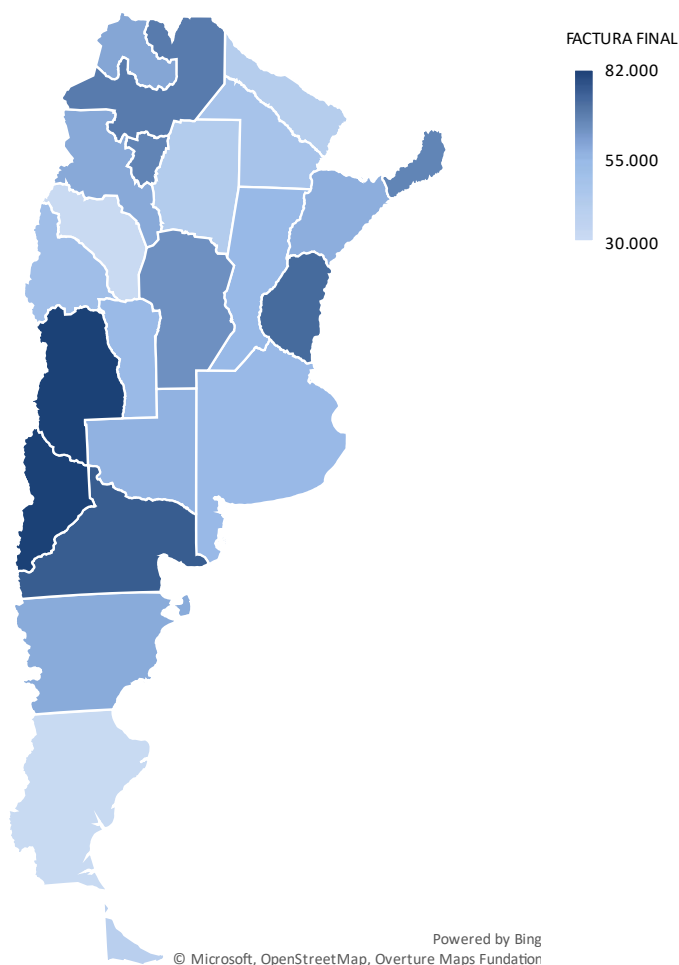 FACTURA FINAL
82.000
55.000
30.000
Powered by Bing
© Microsoft, OpenStreetMap, Overture Maps Fundation